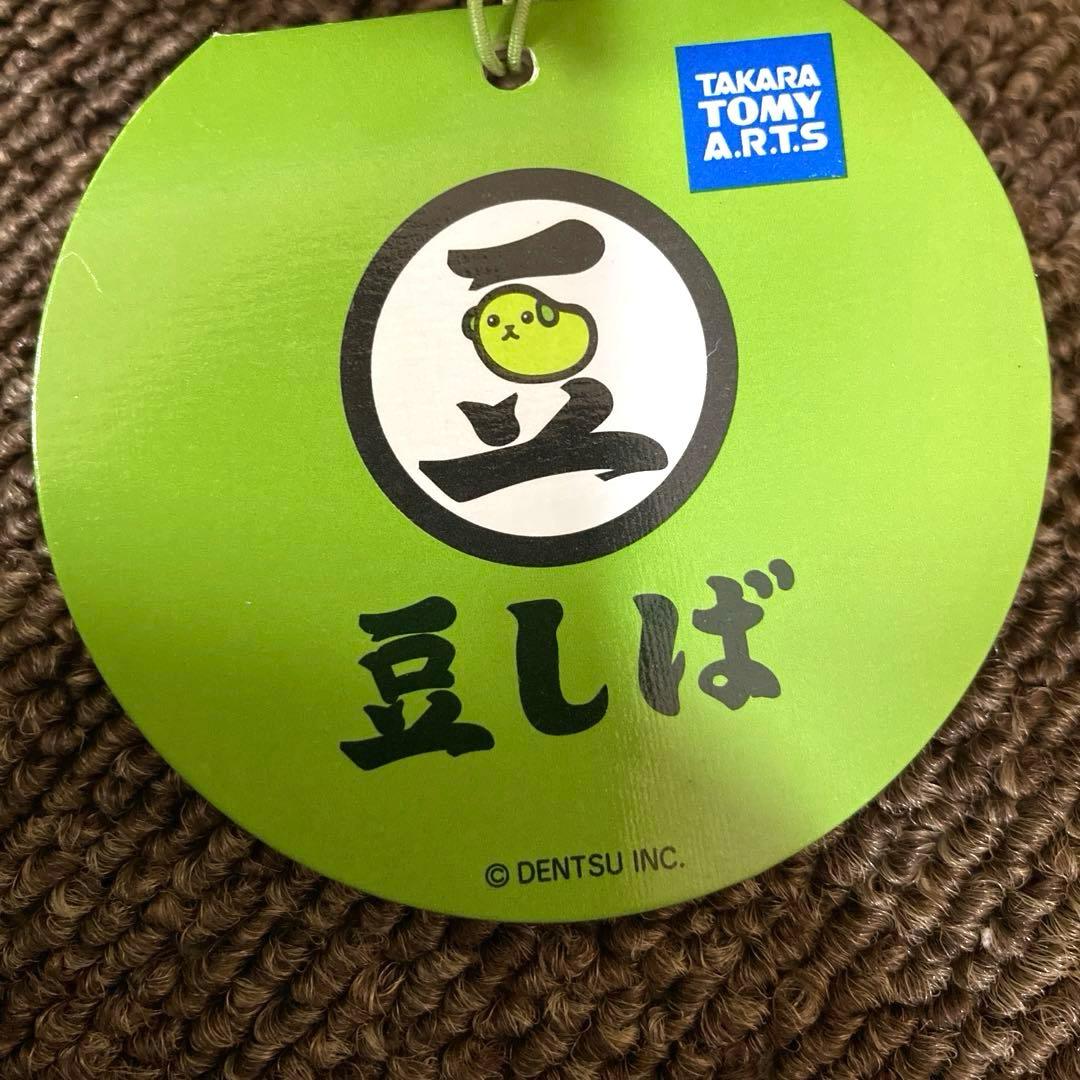 TAKARA
TOMY
A.R.T.S
豆
豆しば
© DENTSU INC.